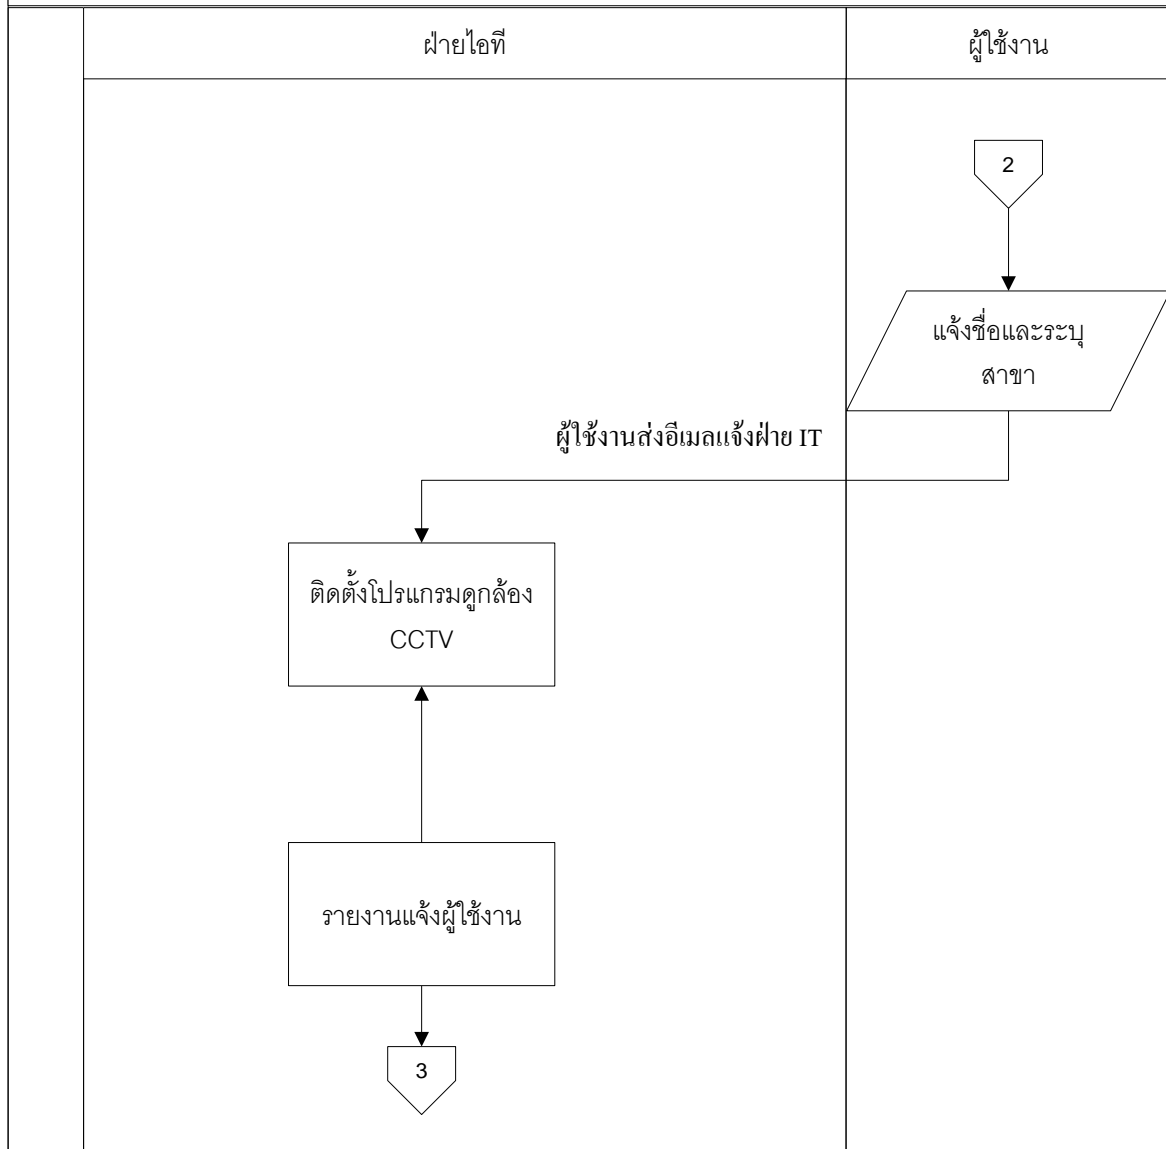 ฝ่ายไอที
ผู้ใช้งาน
2
แจ้งชื่อและระบุ
สาขา
ผู้ใช้งานส่งอีเมลแจ้งฝ่าย IT
ติดตั้งโปรแกรมดูกล้อง
CCTV
รายงานแจ้งผู้ใช้งาน
3